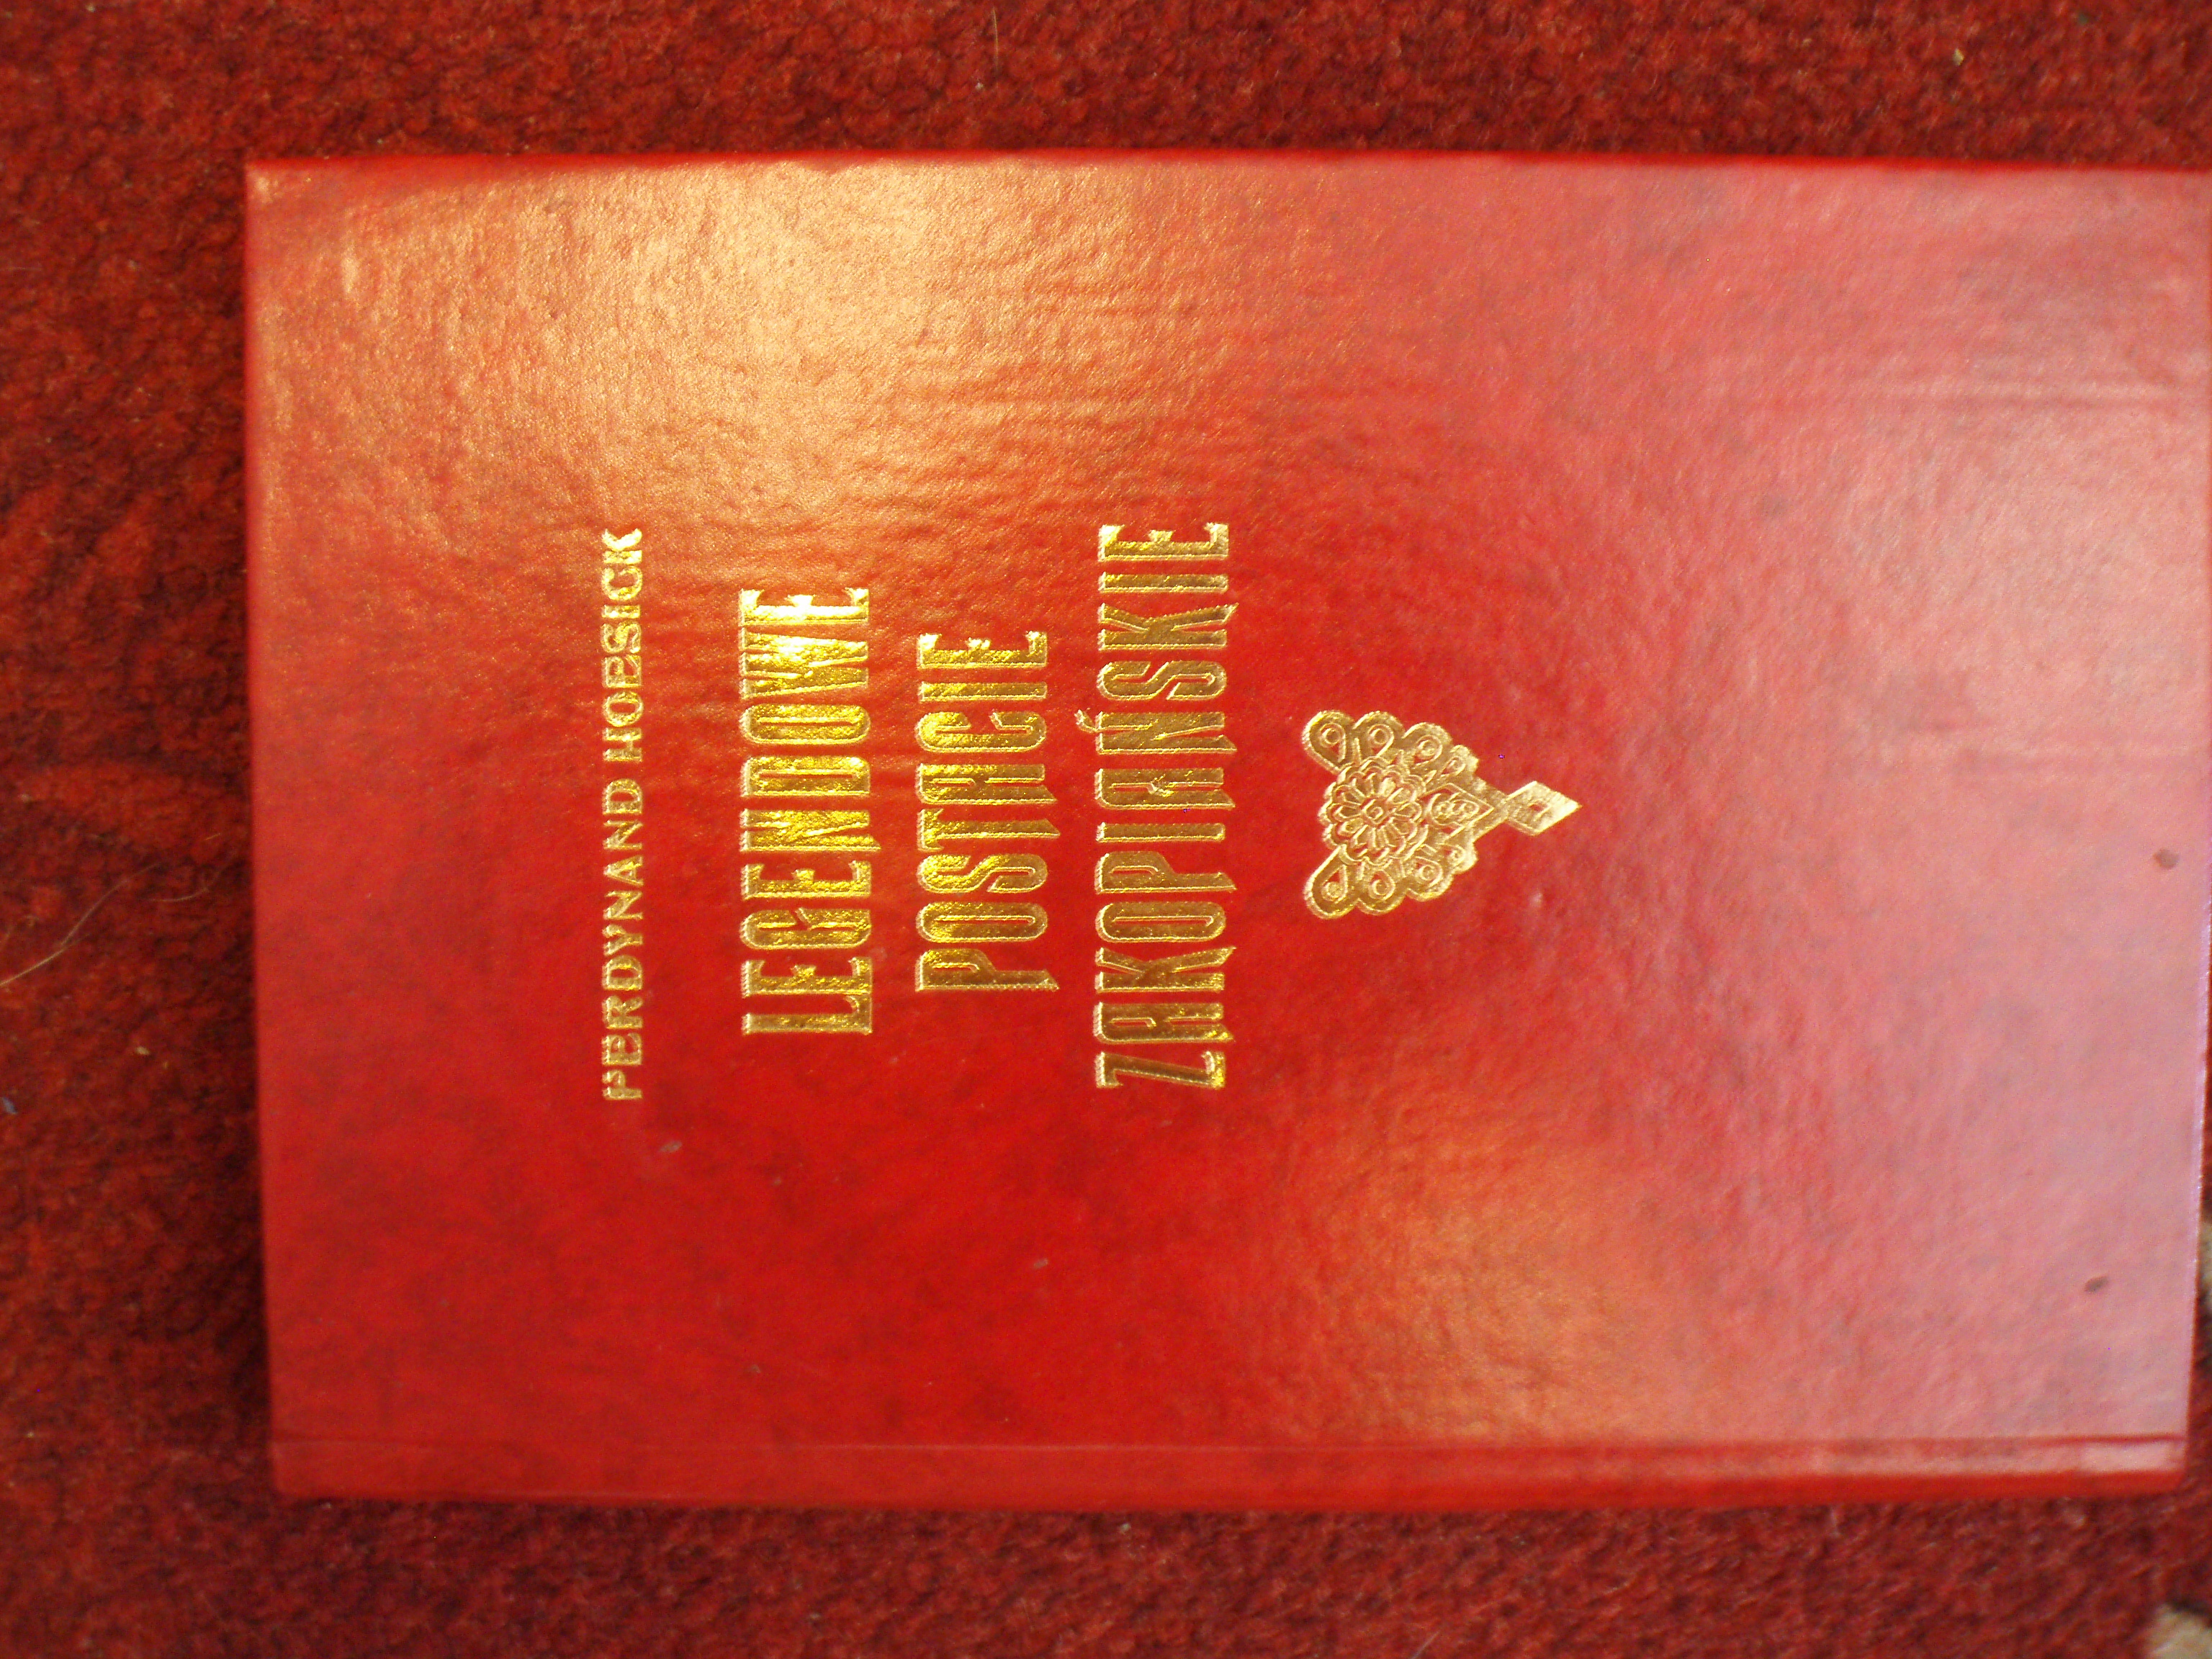 FERDYNAND HOESICK
LEGENDOWE
POSTACIE
ZAKOPIAŃSKIE